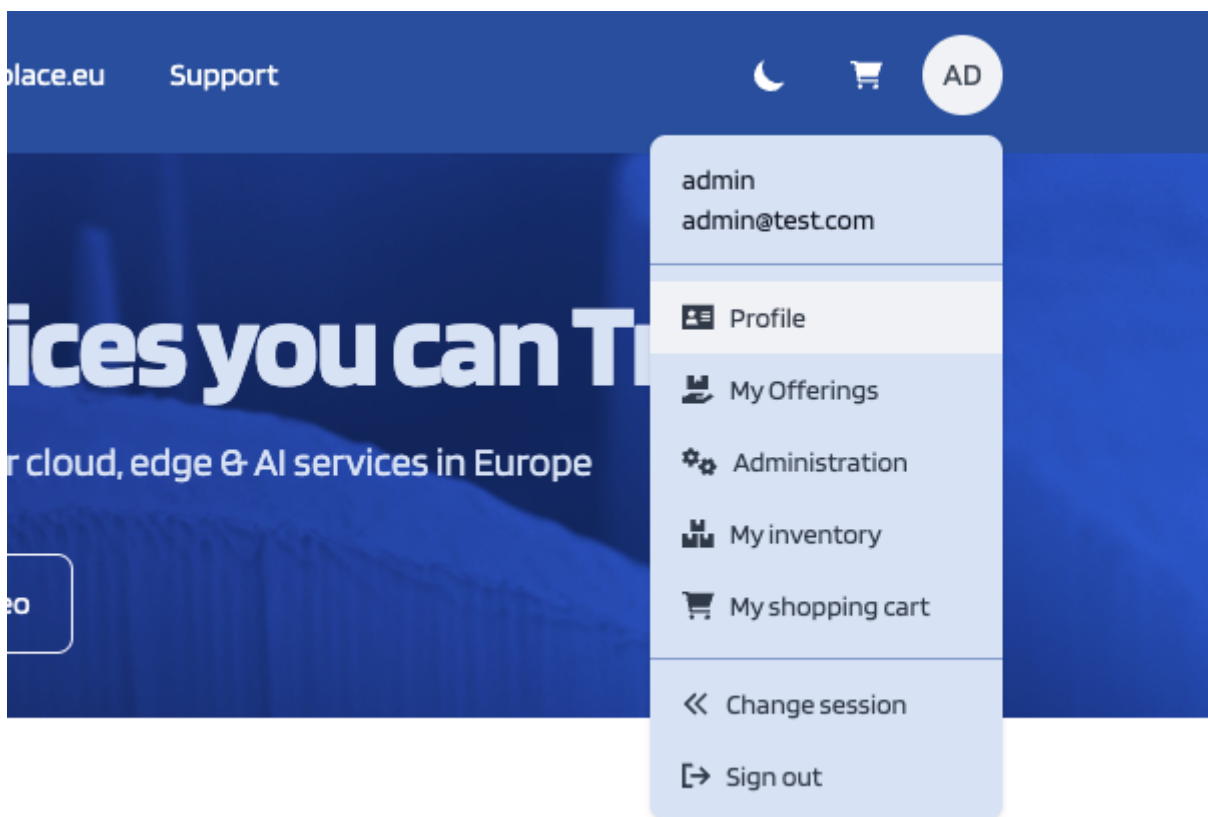 place.eu
Support
AD
admin
admin@test.com
ices you can
r cloud, edge & AI services in Europe
eo
Profile
My Offerings
Administration
My inventory
My shopping cart
Change session
Sign out